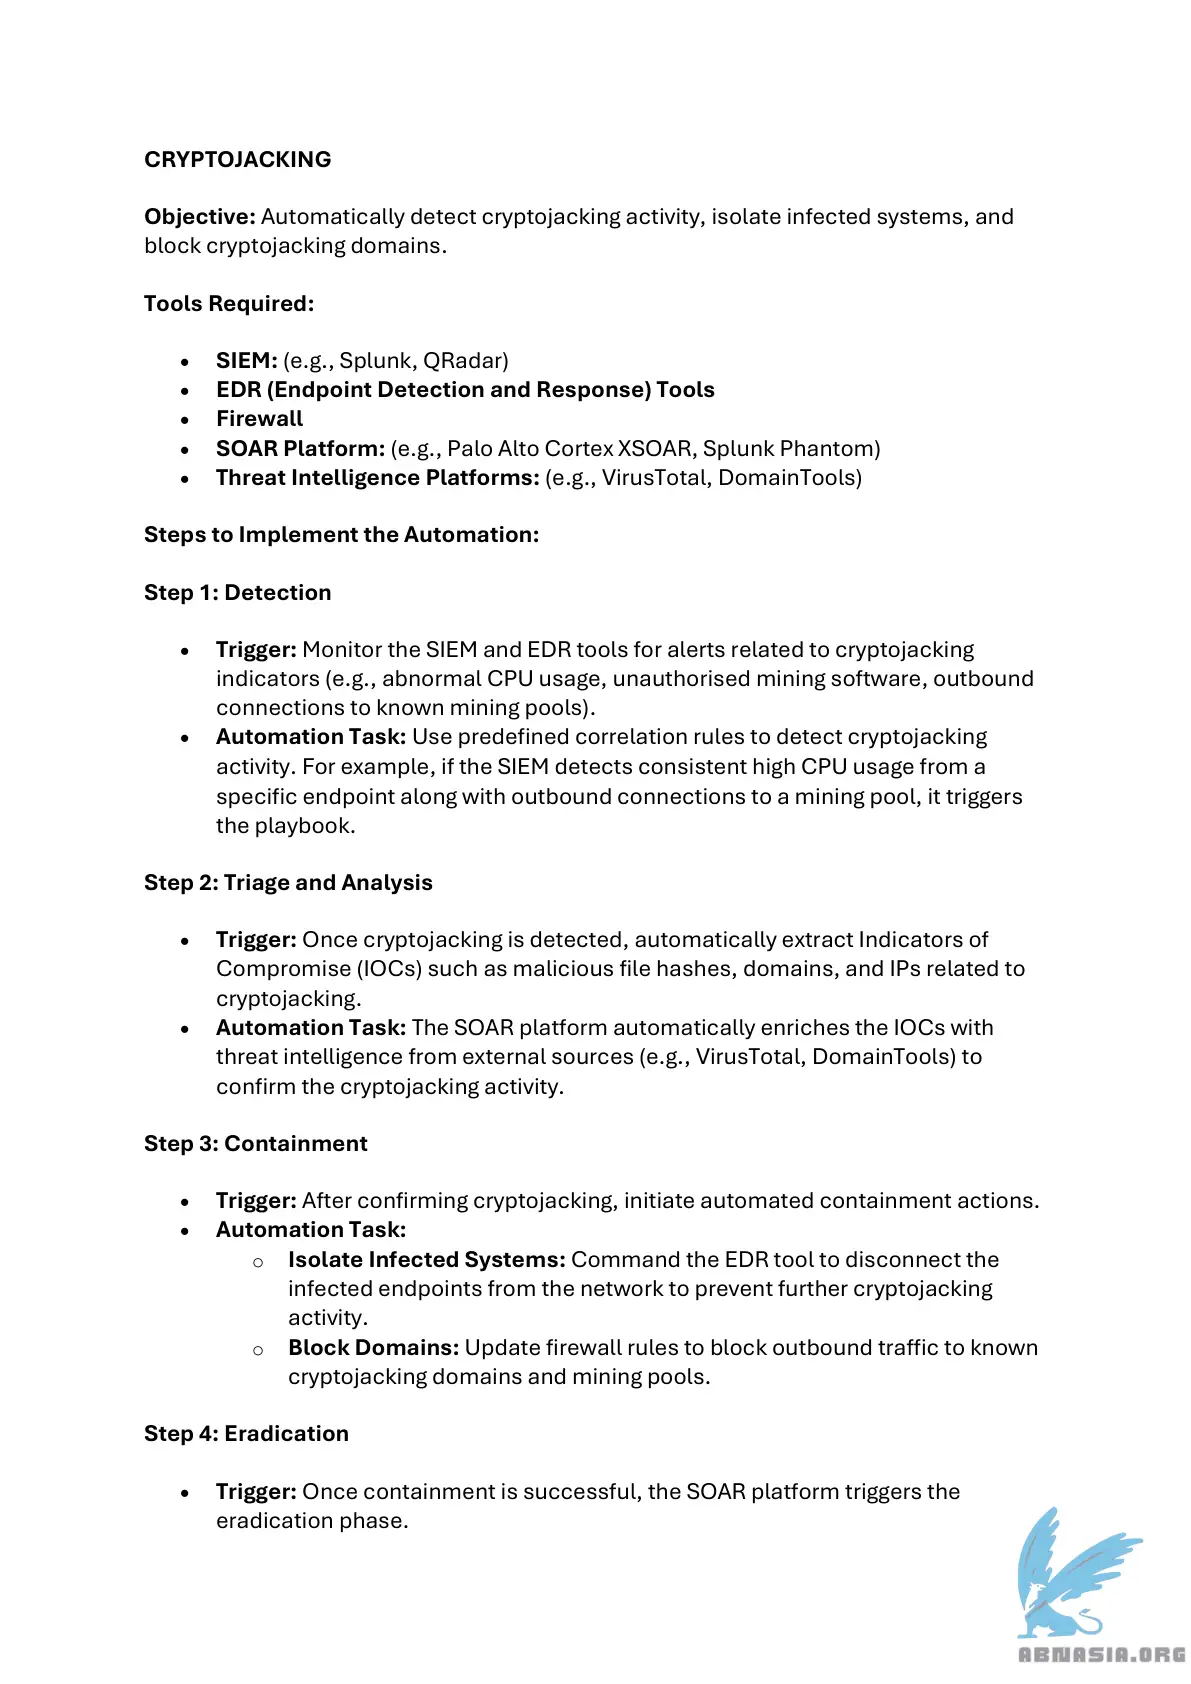 CRYPTOJACKING
Objective: Automatically detect cryptojacking activity, isolate infected systems, and
block cryptojacking domains.
Tools Required:
• SIEM: (e.g., Splunk, QRadar)
• EDR (Endpoint Detection and Response) Tools
• Firewall
• SOAR Platform: (e.g., Palo Alto Cortex XSOAR, Splunk Phantom)
• Threat Intelligence Platforms: (e.g., VirusTotal, DomainTools)
Steps to Implement the Automation:
Step 1: Detection
• Trigger: Monitor the SIEM and EDR tools for alerts related to cryptojacking
indicators (e.g., abnormal CPU usage, unauthorised mining software, outbound
connections to known mining pools).
• Automation Task: Use predefined correlation rules to detect cryptojacking
activity. For example, if the SIEM detects consistent high CPU usage from a
specific endpoint along with outbound connections to a mining pool, it triggers
the playbook.
Step 2: Triage and Analysis
• Trigger: Once cryptojacking is detected, automatically extract Indicators of
Compromise (IOCs) such as malicious file hashes, domains, and IPs related to
cryptojacking.
• Automation Task: The SOAR platform automatically enriches the IOCs with
threat intelligence from external sources (e.g., VirusTotal, DomainTools) to
confirm the cryptojacking activity.
Step 3: Containment
• Trigger: After confirming cryptojacking, initiate automated containment actions.
• Automation Task:
o Isolate Infected Systems: Command the EDR tool to disconnect the
infected endpoints from the network to prevent further cryptojacking
activity.
o Block Domains: Update firewall rules to block outbound traffic to known
cryptojacking domains and mining pools.
Step 4: Eradication
• Trigger: Once containment is successful, the SOAR platform triggers the
eradication phase.
ABNASIA.ORG